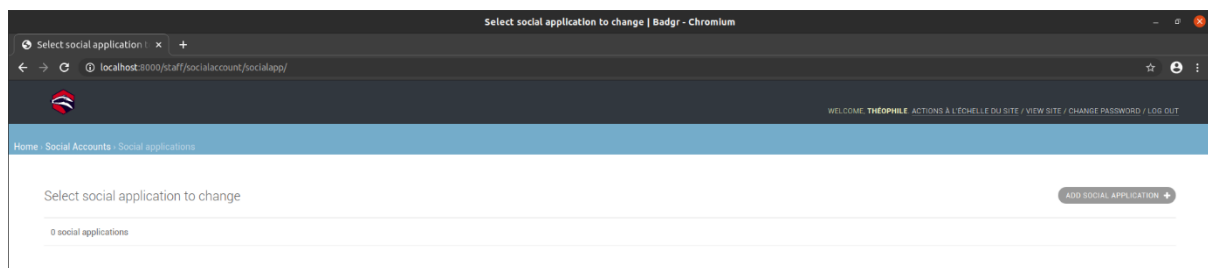 Select social application to change | Badgr - Chromium
Select social application t
localhost:8000/staff/socialaccount/socialapp/
WELCOME, THÉOPHILE. ACTIONS À L'ÉCHELLE DU SITE / VIEW SITE / CHANGE PASSWORD / LOG OUT
Home › Social Accounts › Social applications
Select social application to change
ADD SOCIAL APPLICATION +
0 social applications